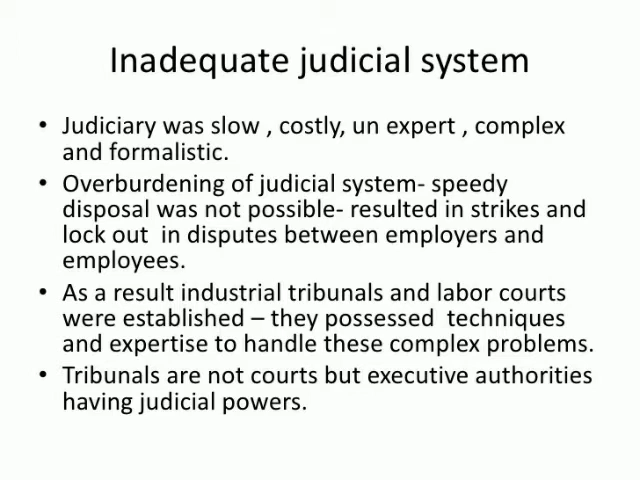 Inadequate judicial system
• Judiciary was slow , costly, un expert , complex
and formalistic.
• Overburdening of judicial system- speedy
disposal was not possible- resulted in strikes and
lock out  in disputes between employers and
employees.
• As a result industrial tribunals and labor courts
were established – they possessed  techniques
and expertise to handle these complex problems.
• Tribunals are not courts but executive authorities
having judicial powers.